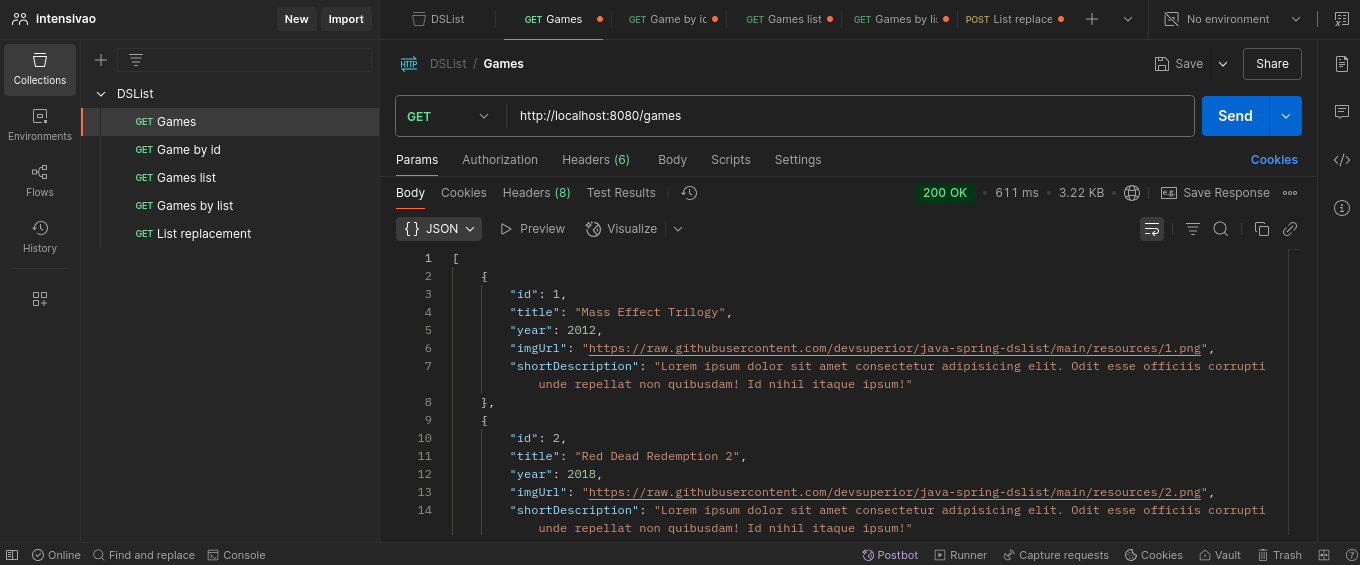 intensivao
New
Import
DSList
GET Games
GET Game by ic
GET Games list
GET Games by li
POST List replace
No environment
Collections
Environments
Flows
History
DSList
GET Games
GET Game by id
GET Games list
GET Games by list
GET List replacement
HTTP DSList / Games
Save
Share
GET
http://localhost:8080/games
Send
Params Authorization Headers (6) Body Scripts Settings
Cookies
Body Cookies Headers (8) Test Results
200 OK • 611 ms • 3.22 KB
e.g. Save Response
{} JSON
Preview
Visualize
1 [
2 {
3 "id": 1,
4 "title": "Mass Effect Trilogy",
5 "year": 2012,
6 "imgUrl": "https://raw.githubusercontent.com/devsuperior/java-spring-dslist/main/resources/1.png",
7 "shortDescription": "Lorem ipsum dolor sit amet consectetur adipisicing elit. Odit esse officiis corrupti
unde repellat non quibusdam! Id nihil itaque ipsum!"
8 },
9 {
10 "id": 2,
11 "title": "Red Dead Redemption 2",
12 "year": 2018,
13 "imgUrl": "https://raw.githubusercontent.com/devsuperior/java-spring-dslist/main/resources/2.png",
14 "shortDescription": "Lorem ipsum dolor sit amet consectetur adipisicing elit. Odit esse officiis corrupti
unde repellat non quibusdam! Id nihil itaque ipsum!"
Online
Find and replace
Console
Postbot
Runner
Capture requests
Cookies
Vault
Trash